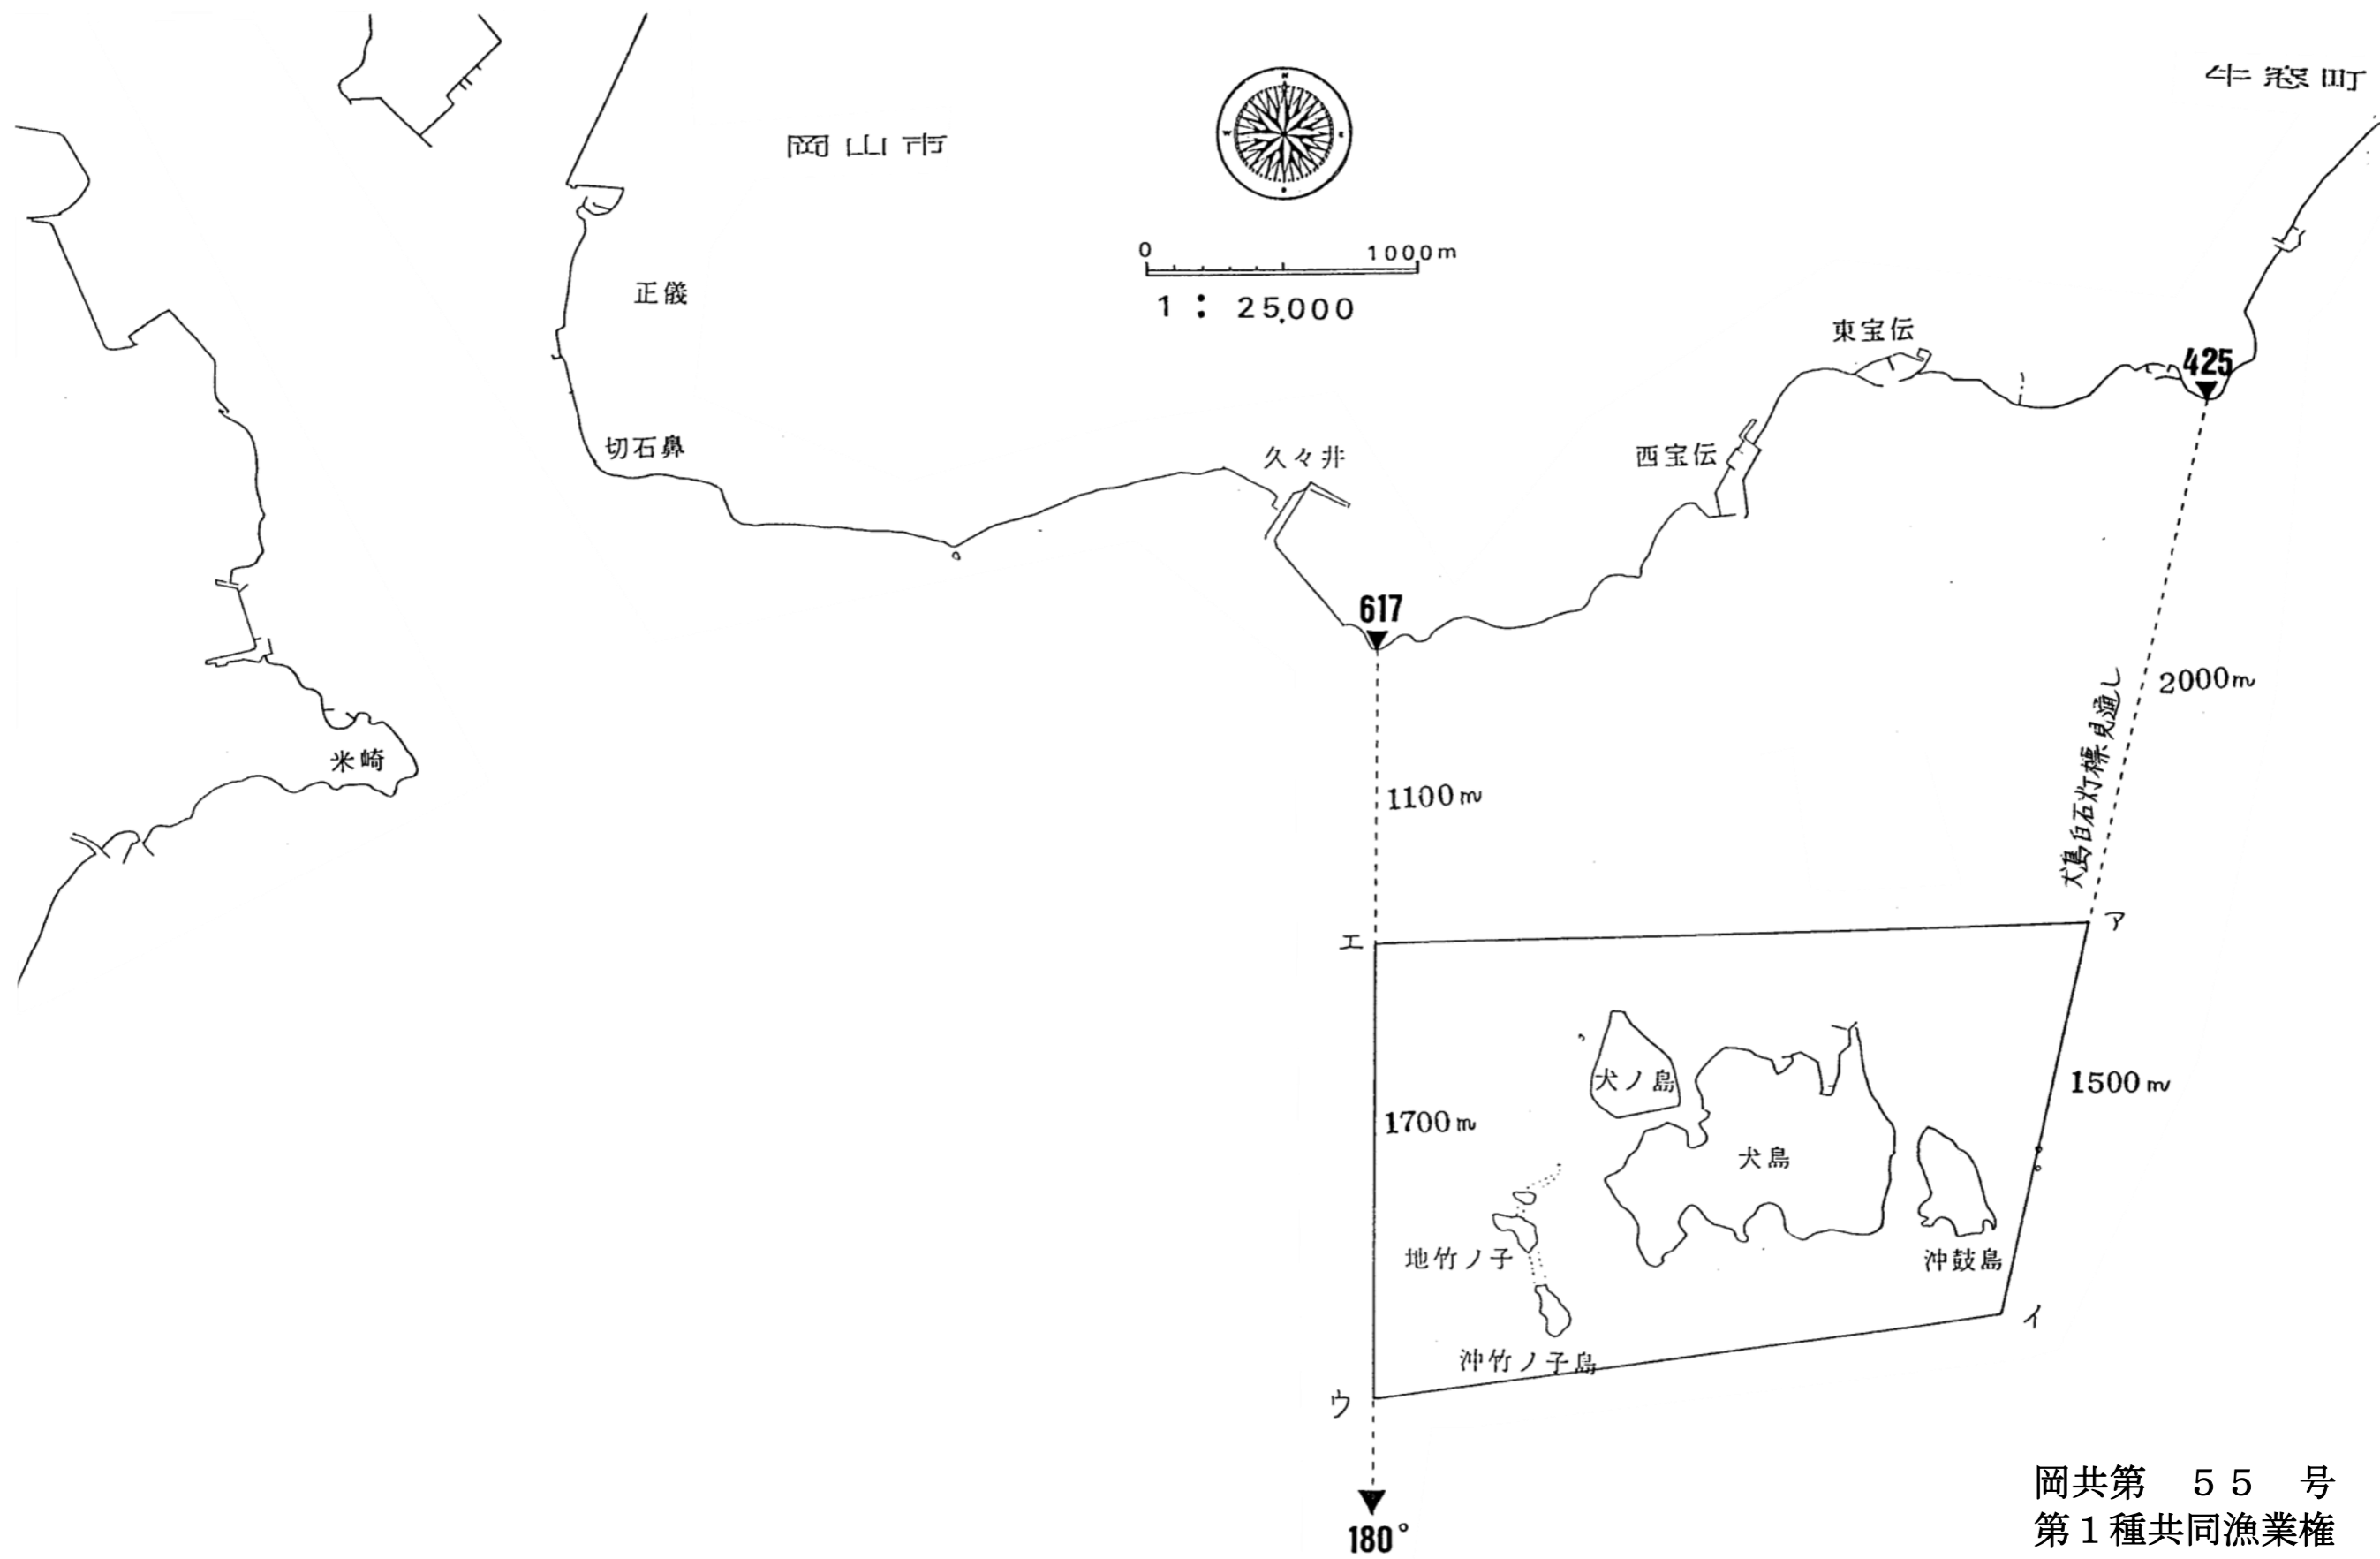 牛窓町
岡山市
N
W
E
0 1000m
1 : 25,000
正儀
東宝伝
425
切石鼻
久々井
西宝伝
617
2000m
犬島白石灯標見通し
米崎
1100m
ア
エ
犬ノ島
1500m
1700m
犬島
地竹ノ子
沖鼓島
イ
沖竹ノ子島
ウ
180°
岡共第 55 号
第1種共同漁業権